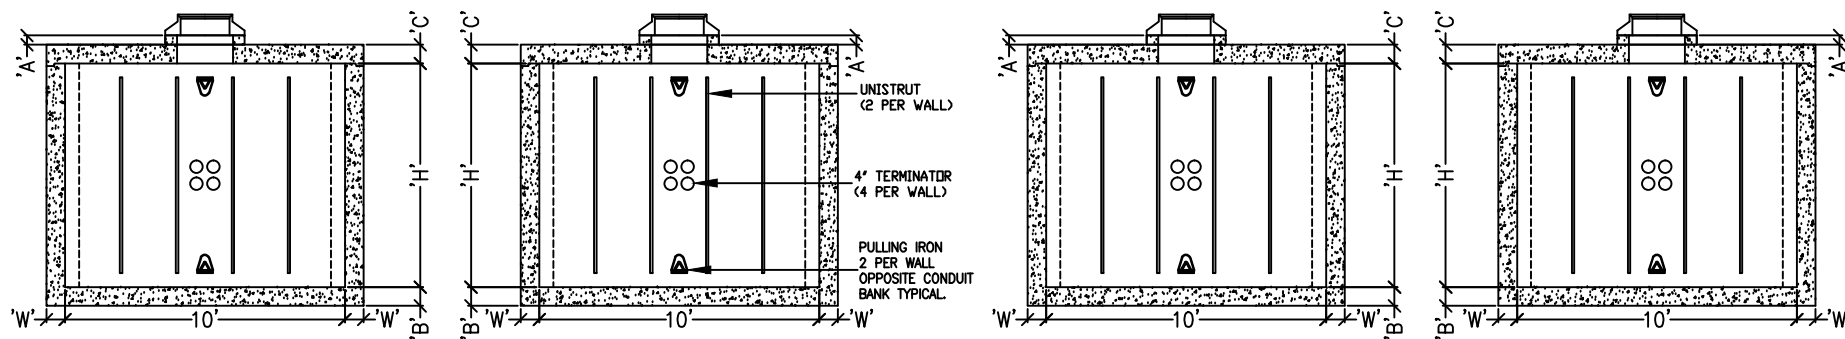 'C'
'A'
'H'
'W'
10'
'W'
'B'
'C'
'A'
'H'
'W'
10'
'W'
'B'
UNISTRUT
(2 PER WALL)
4" TERMINATOR
(4 PER WALL)
PULLING IRON
2 PER WALL
OPPOSITE CONDUIT
BANK TYPICAL.
'C'
'A'
'H'
'W'
10'
'W'
'B'
'C'
'A'
'H'
'W'
10'
'W'
'B'